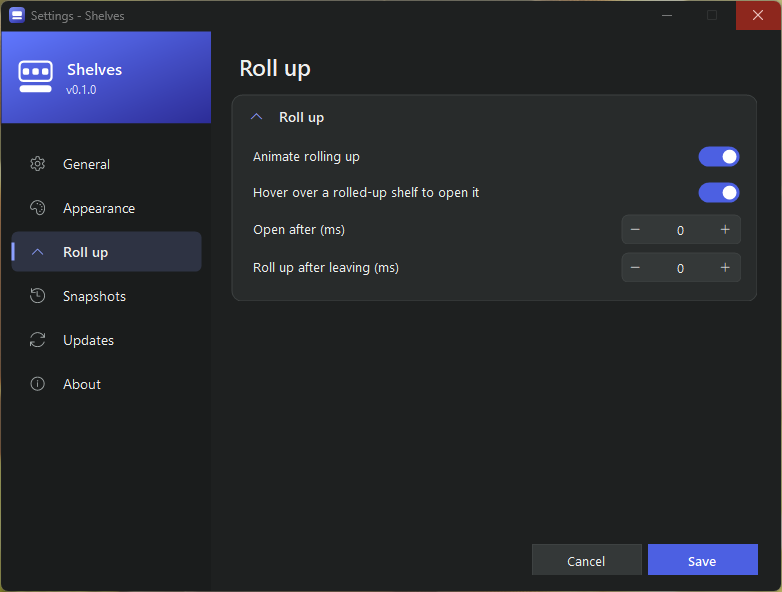 Settings - Shelves
Shelves
v0.1.0
General
Appearance
Roll up
Snapshots
Updates
About
Roll up
Roll up
Animate rolling up
Hover over a rolled-up shelf to open it
Open after (ms)
− 0 +
Roll up after leaving (ms)
− 0 +
Cancel
Save